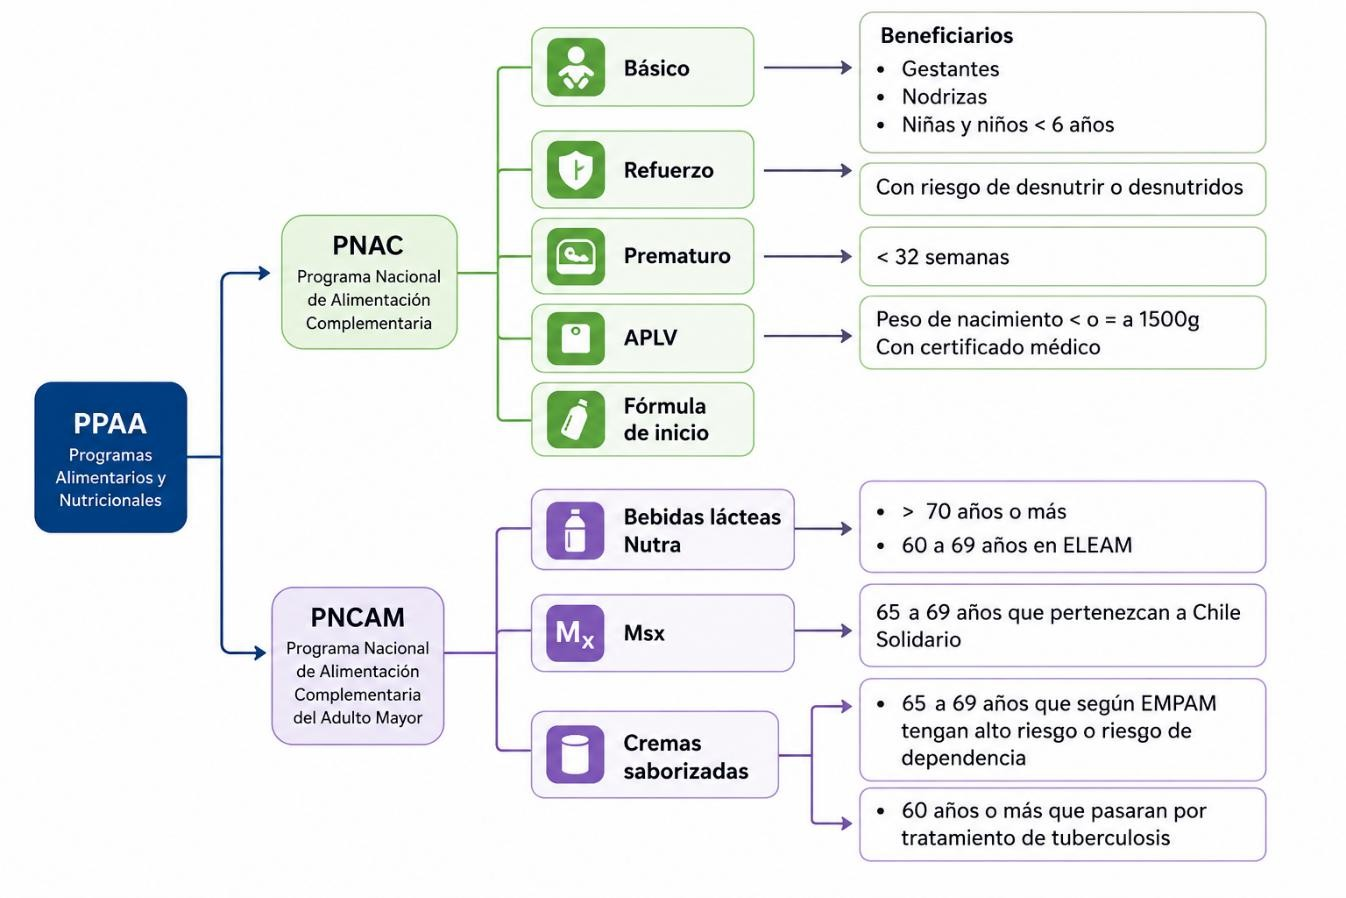 PPAA
Programas
Alimentarios y
Nutricionales
PNAC
Programa Nacional
de Alimentación
Complementaria
Básico
Beneficiarios
• Gestantes
• Nodrizas
• Niñas y niños < 6 años
Refuerzo
Con riesgo de desnutrir o desnutridos
Prematuro
< 32 semanas
APLV
Peso de nacimiento < o = a 1500g
Con certificado médico
Fórmula
de inicio
PNCAM
Programa Nacional
de Alimentación
Complementaria
del Adulto Mayor
Bebidas lácteas
Nutra
• > 70 años o más
• 60 a 69 años en ELEAM
Mx
Msx
65 a 69 años que pertenezcan a Chile
Solidario
Cremas
saborizadas
• 65 a 69 años que según EMPAM
tengan alto riesgo o riesgo de
dependencia
• 60 años o más que pasaran por
tratamiento de tuberculosis